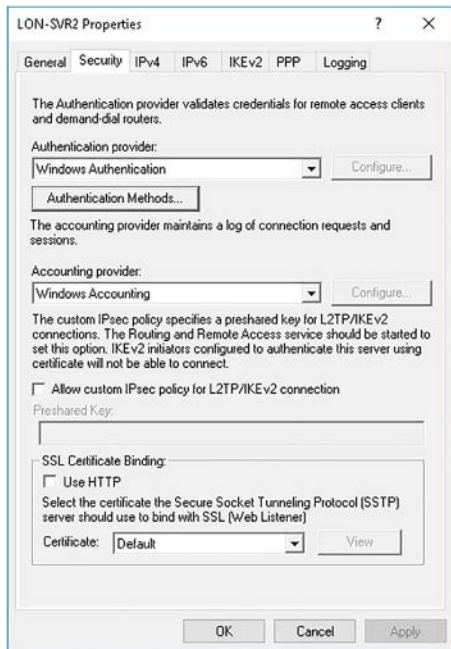 LON-SVR2 Properties
General Security IPv4 IPv6 IKEv2 PPP Logging
The Authentication provider validates credentials for remote access clients
and demand-dial routers.
Authentication provider:
Windows Authentication Configure...
Authentication Methods...
The accounting provider maintains a log of connection requests and
sessions.
Accounting provider:
Windows Accounting Configure...
The custom IPsec policy specifies a preshared key for L2TP/IKEv2
connections. The Routing and Remote Access service should be started to
set this option. IKEv2 initiators configured to authenticate this server using
certificate will not be able to connect.
Allow custom IPsec policy for L2TP/IKEv2 connection
Preshared Key:
SSL Certificate Binding:
Use HTTP
Select the certificate the Secure Socket Tunneling Protocol (SSTP)
server should use to bind with SSL (Web Listener)
Certificate: Default View
OK Cancel Apply